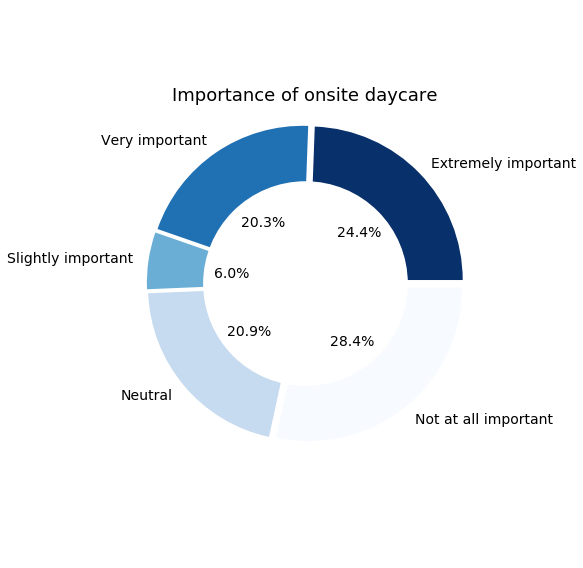 Importance of onsite daycare
Very important
Extremely important
20.3%
24.4%
Slightly important
6.0%
20.9%
28.4%
Neutral
Not at all important